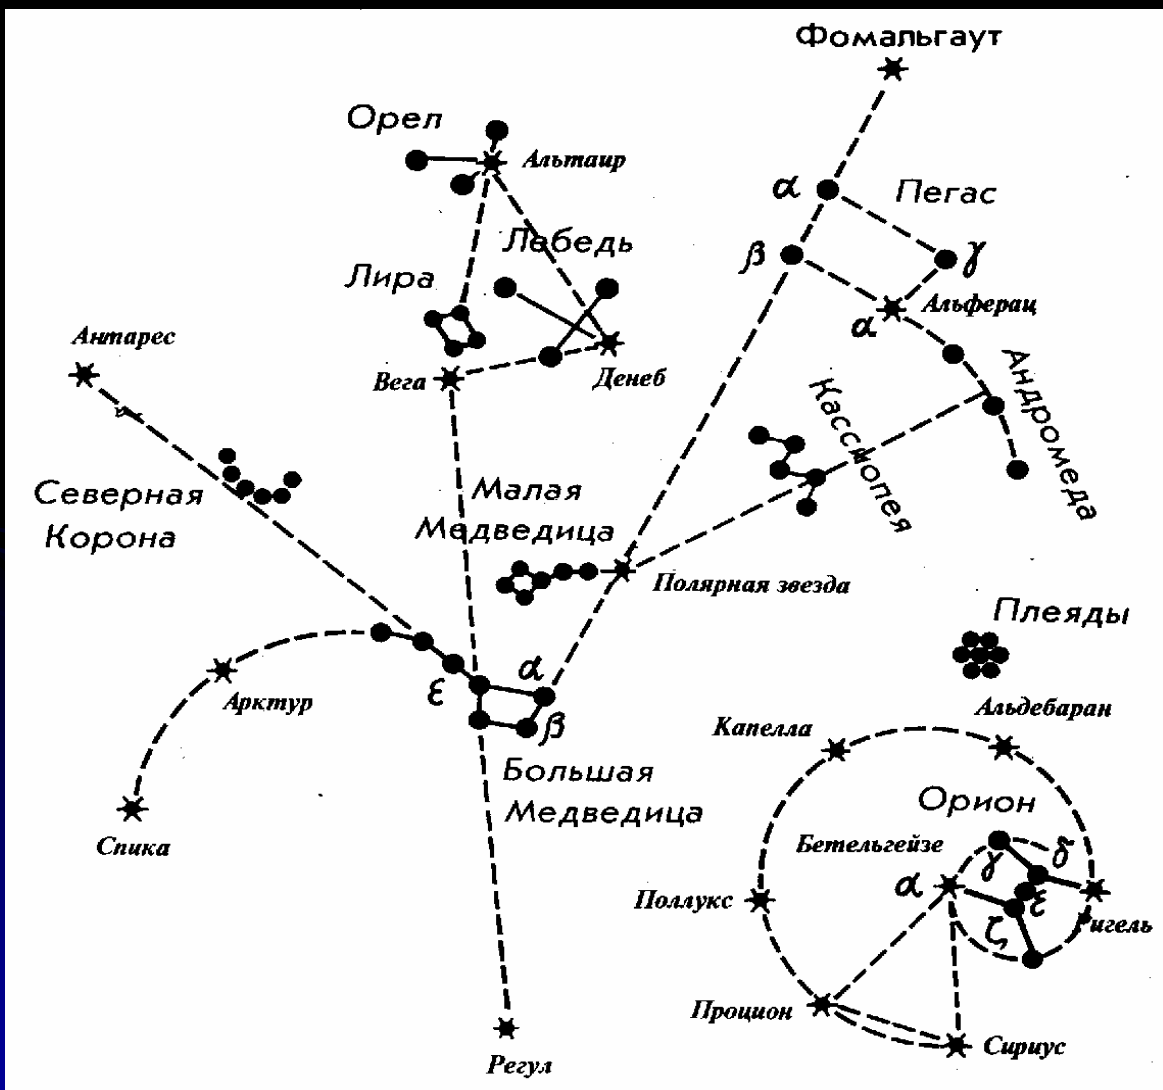 Фомальгаут
Орел
Альтаир
α
Пегас
Лебедь
β
γ
Лира
Альферац
α
Антарес
Вега
Денеб
Андромеда
Кассиопея
Северная
Корона
Малая
Медведица
Полярная звезда
Плеяды
α
ε
Арктур
β
Альдебаран
Капелла
Большая
Медведица
Орион
Спика
Бетельгейзе
γ
δ
α
ε
Поллукс
ζ
Ригель
Процион
Сириус
Регул